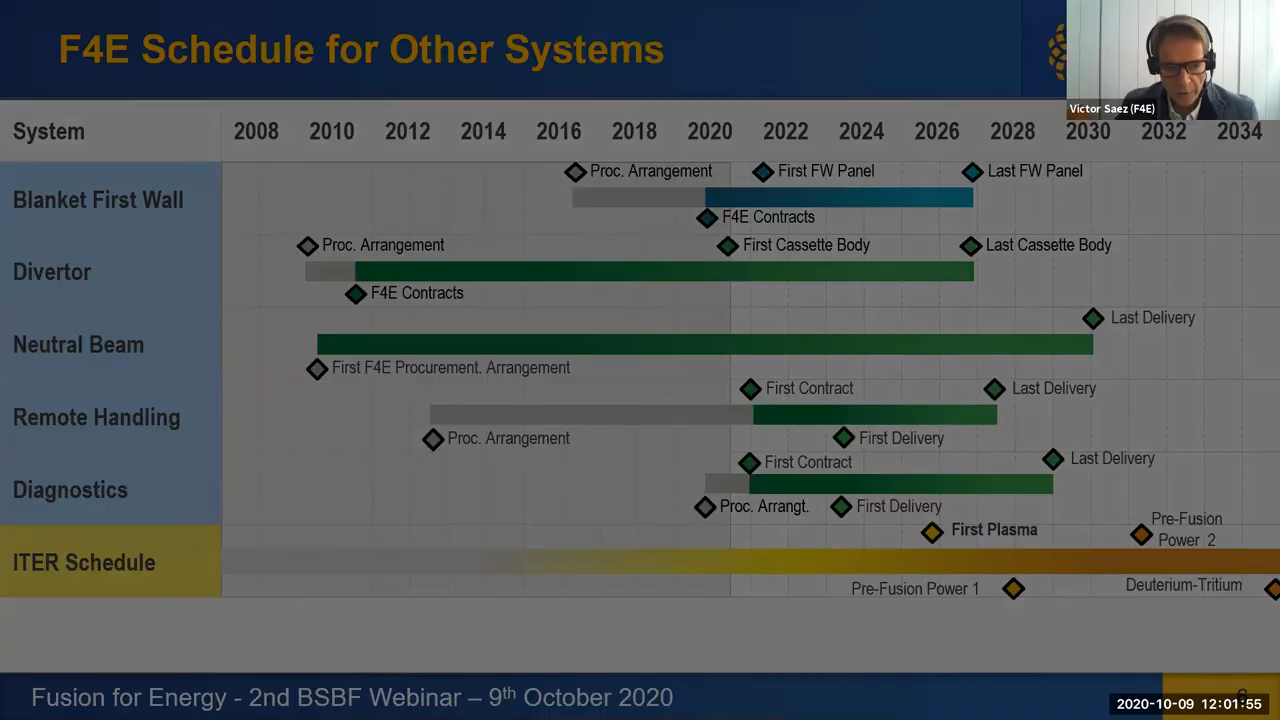 F4E Schedule for Other Systems
Victor Saez (F4E)
System 2008 2010 2012 2014 2016 2018 2020 2022 2024 2026 2028 2030 2032 2034
Proc. Arrangement First FW Panel Last FW Panel
Blanket First Wall
F4E Contracts
Proc. Arrangement First Cassette Body Last Cassette Body
Divertor
F4E Contracts
Last Delivery
Neutral Beam
First F4E Procurement. Arrangement
First Contract Last Delivery
Remote Handling
Proc. Arrangement First Delivery
First Contract Last Delivery
Diagnostics
Proc. Arrangt. First Delivery
First Plasma Pre-Fusion
Power 2
ITER Schedule
Pre-Fusion Power 1 Deuterium-Tritium
Fusion for Energy - 2nd BSBF Webinar – 9th October 2020
6
2020-10-09 12:01:55